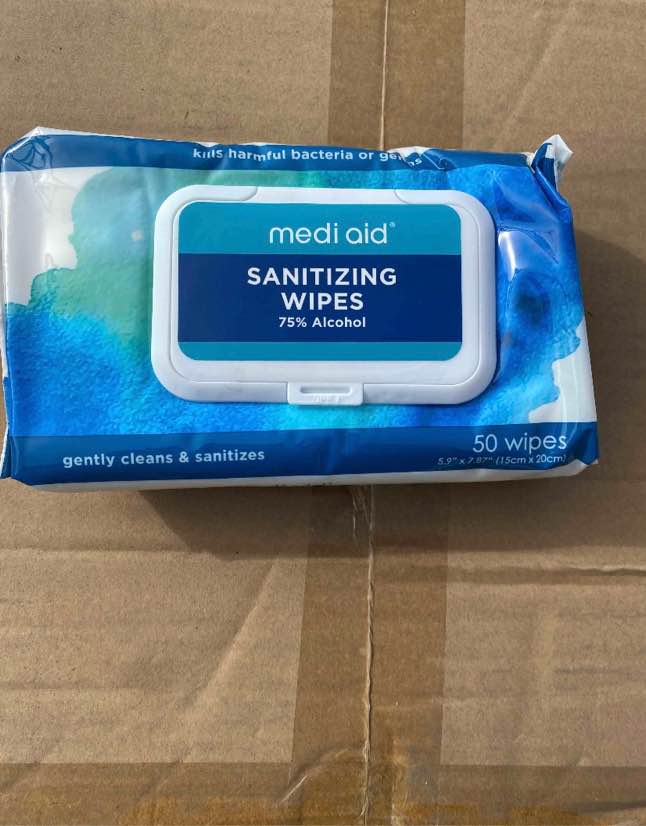 kills harmful bacteria or germs
medi aid®
SANITIZING
WIPES
75% Alcohol
gently cleans & sanitizes
50 wipes
5.9" x 7.87" (15cm x 20cm)